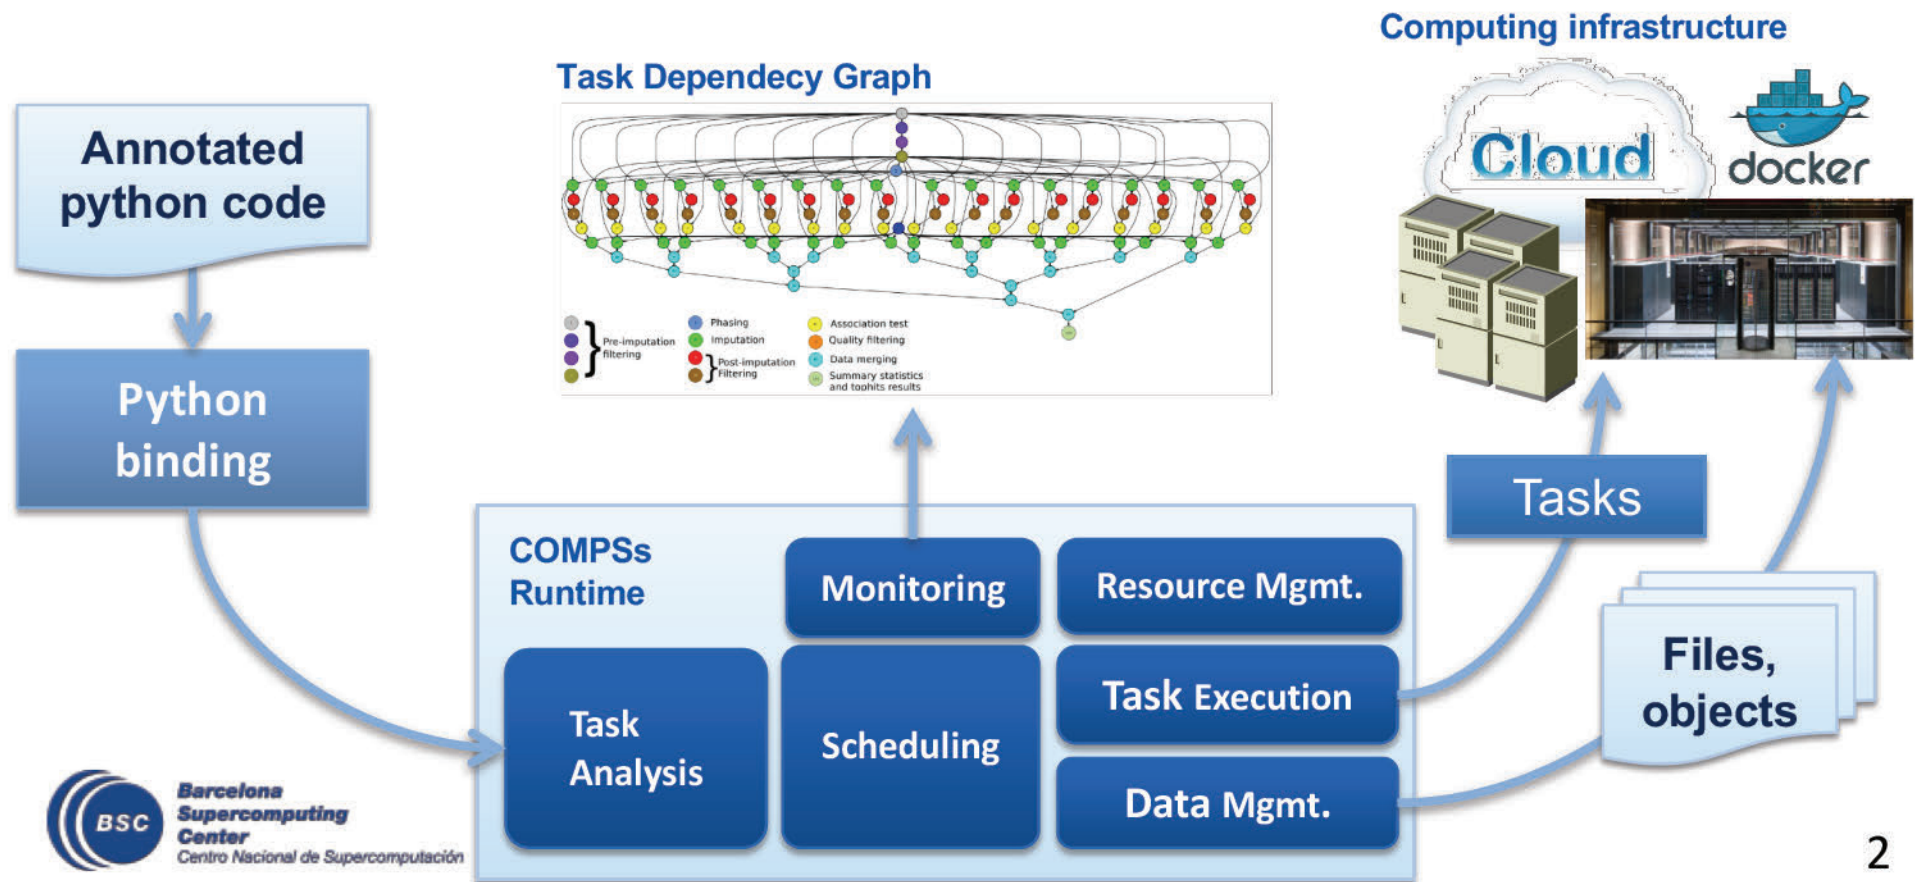 Computing infrastructure
Task Dependecy Graph
Annotated
python code
Cloud
docker
Pre-imputation
filtering
Phasing
Imputation
Post-imputation
Filtering
Association test
Quality filtering
Data merging
Summary statistics
and tophits results
Python
binding
Tasks
COMPSs
Runtime
Monitoring
Resource Mgmt.
Task
Analysis
Scheduling
Task Execution
Data Mgmt.
Files,
objects
BSC
Barcelona
Supercomputing
Center
Centro Nacional de Supercomputación
2